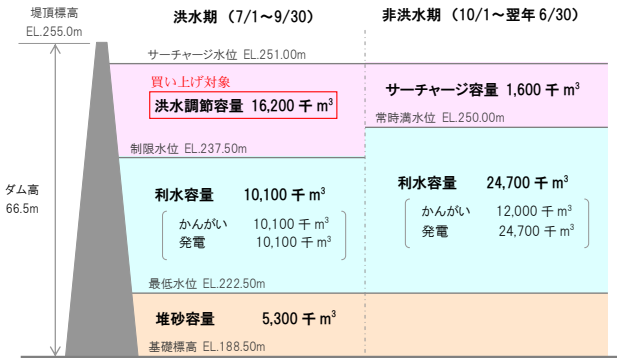 堤頂標高
EL.255.0m
洪水期（7/1～9/30）
非洪水期（10/1～翌年 6/30）
サーチャージ水位 EL.251.00m
買い上げ対象
洪水調節容量 16,200 千 m³
サーチャージ容量 1,600 千 m³
常時満水位 EL.250.00m
制限水位 EL.237.50m
ダム高
66.5m
利水容量 10,100 千 m³
かんがい 10,100 千 m³
発電 10,100 千 m³
利水容量 24,700 千 m³
かんがい 12,000 千 m³
発電 24,700 千 m³
最低水位 EL.222.50m
堆砂容量 5,300 千 m³
基礎標高 EL.188.50m